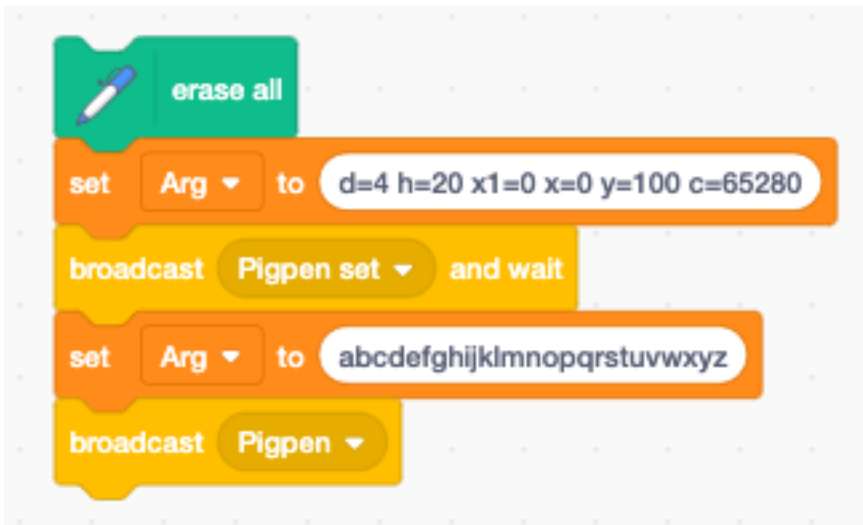 erase all
set Arg to d=4 h=20 x1=0 x=0 y=100 c=65280
broadcast Pigpen set and wait
set Arg to abcdefghijklmnopqrstuvwxyz
broadcast Pigpen